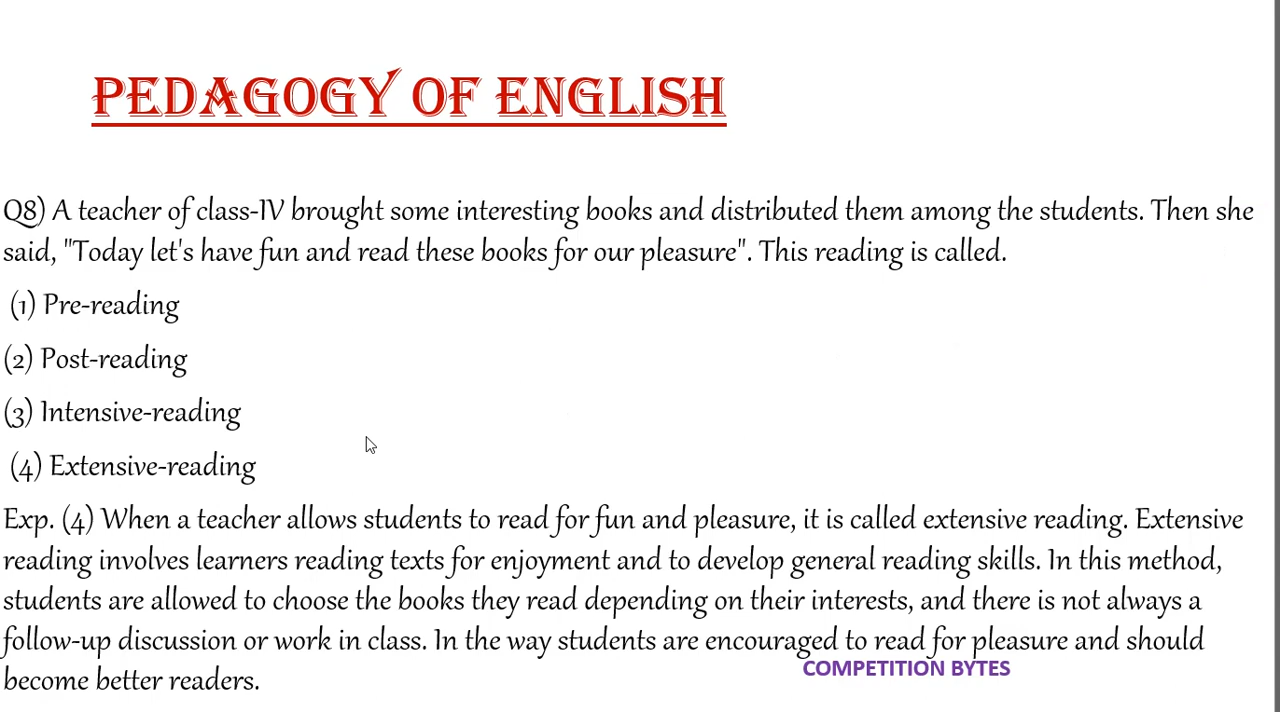 PEDAGOGY OF ENGLISH
Q8) A teacher of class-IV brought some interesting books and distributed them among the students. Then she
said, "Today let's have fun and read these books for our pleasure". This reading is called.
(1) Pre-reading
(2) Post-reading
(3) Intensive-reading
(4) Extensive-reading
Exp. (4) When a teacher allows students to read for fun and pleasure, it is called extensive reading. Extensive
reading involves learners reading texts for enjoyment and to develop general reading skills. In this method,
students are allowed to choose the books they read depending on their interests, and there is not always a
follow-up discussion or work in class. In the way students are encouraged to read for pleasure and should
become better readers.
COMPETITION BYTES